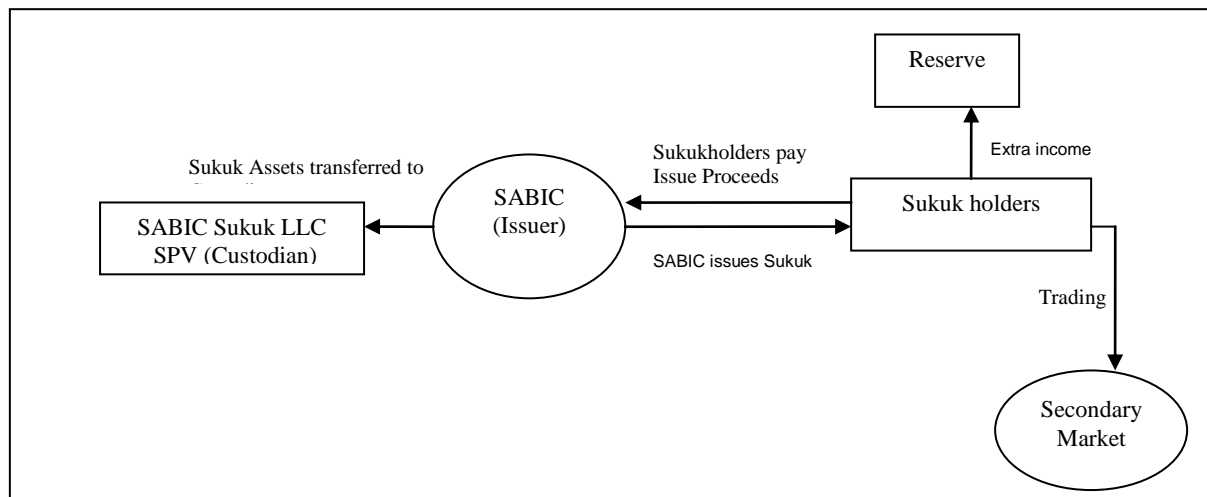 Reserve
Extra income
Sukuk Assets transferred to
Sukukholders pay
Issue Proceeds
SABIC
(Issuer)
Sukuk holders
SABIC Sukuk LLC
SPV (Custodian)
SABIC issues Sukuk
Trading
Secondary
Market